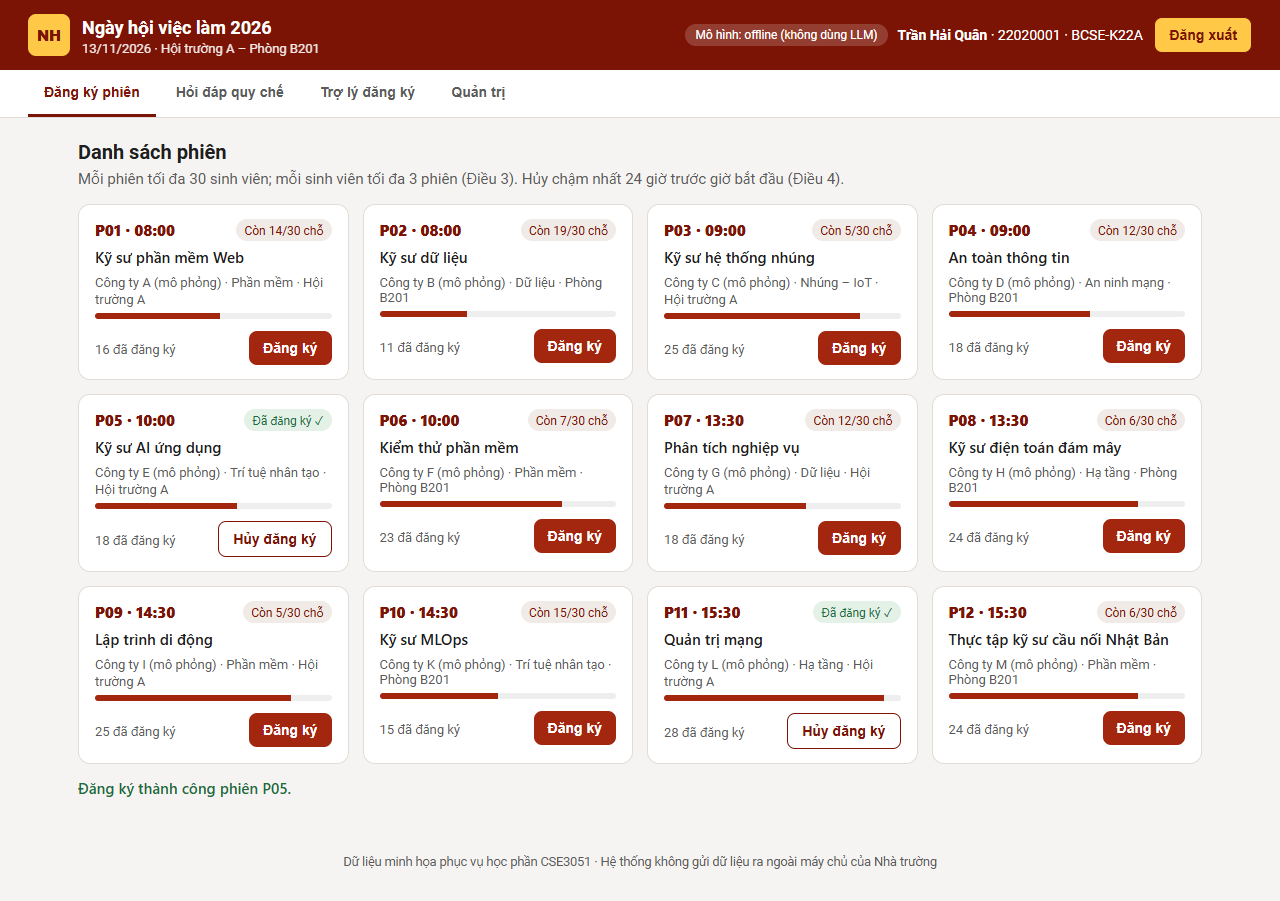 NH
Ngày hội việc làm 2026
13/11/2026 · Hội trường A – Phòng B201
Mô hình: offline (không dùng LLM)
Trần Hải Quân · 22020001 · BCSE-K22A
Đăng xuất
Đăng ký phiên
Hỏi đáp quy chế
Trợ lý đăng ký
Quản trị
Danh sách phiên
Mỗi phiên tối đa 30 sinh viên; mỗi sinh viên tối đa 3 phiên (Điều 3). Hủy chậm nhất 24 giờ trước giờ bắt đầu (Điều 4).
P01 · 08:00
Còn 14/30 chỗ
Kỹ sư phần mềm Web
Công ty A (mô phỏng) · Phần mềm · Hội
trường A
16 đã đăng ký
Đăng ký
P02 · 08:00
Còn 19/30 chỗ
Kỹ sư dữ liệu
Công ty B (mô phỏng) · Dữ liệu · Phòng
B201
11 đã đăng ký
Đăng ký
P03 · 09:00
Còn 5/30 chỗ
Kỹ sư hệ thống nhúng
Công ty C (mô phỏng) · Nhúng – IoT ·
Hội trường A
25 đã đăng ký
Đăng ký
P04 · 09:00
Còn 12/30 chỗ
An toàn thông tin
Công ty D (mô phỏng) · An ninh mạng ·
Phòng B201
18 đã đăng ký
Đăng ký
P05 · 10:00
Đã đăng ký ✓
Kỹ sư AI ứng dụng
Công ty E (mô phỏng) · Trí tuệ nhân tạo ·
Hội trường A
18 đã đăng ký
Hủy đăng ký
P06 · 10:00
Còn 7/30 chỗ
Kiểm thử phần mềm
Công ty F (mô phỏng) · Phần mềm ·
Phòng B201
23 đã đăng ký
Đăng ký
P07 · 13:30
Còn 12/30 chỗ
Phân tích nghiệp vụ
Công ty G (mô phỏng) · Dữ liệu · Hội
trường A
18 đã đăng ký
Đăng ký
P08 · 13:30
Còn 6/30 chỗ
Kỹ sư điện toán đám mây
Công ty H (mô phỏng) · Hạ tầng · Phòng
B201
24 đã đăng ký
Đăng ký
P09 · 14:30
Còn 5/30 chỗ
Lập trình di động
Công ty I (mô phỏng) · Phần mềm · Hội
trường A
25 đã đăng ký
Đăng ký
P10 · 14:30
Còn 15/30 chỗ
Kỹ sư MLOps
Công ty K (mô phỏng) · Trí tuệ nhân tạo ·
Phòng B201
15 đã đăng ký
Đăng ký
P11 · 15:30
Đã đăng ký ✓
Quản trị mạng
Công ty L (mô phỏng) · Hạ tầng · Hội
trường A
28 đã đăng ký
Hủy đăng ký
P12 · 15:30
Còn 6/30 chỗ
Thực tập kỹ sư cầu nối Nhật Bản
Công ty M (mô phỏng) · Phần mềm ·
Phòng B201
24 đã đăng ký
Đăng ký
Đăng ký thành công phiên P05.
Dữ liệu minh họa phục vụ học phần CSE3051 · Hệ thống không gửi dữ liệu ra ngoài máy chủ của Nhà trường